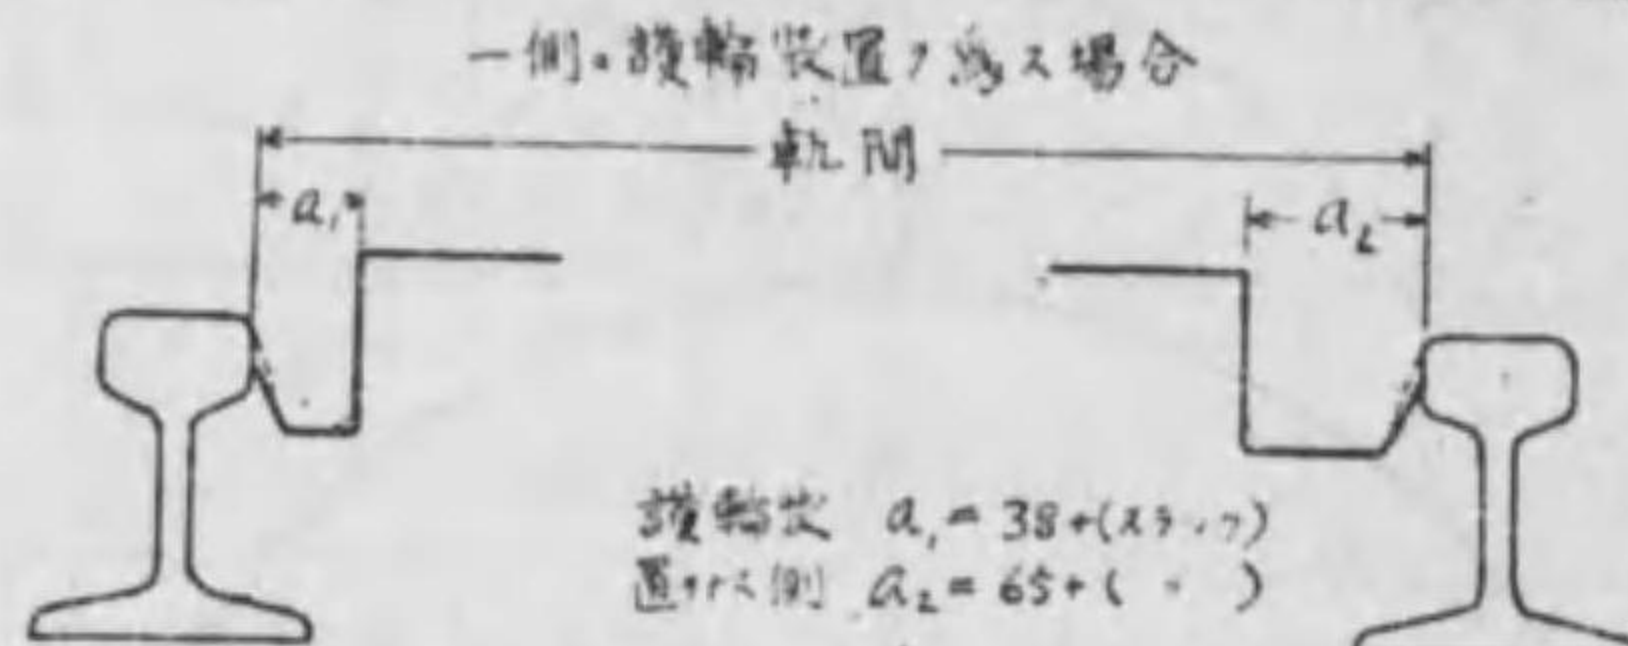 一側ニ護輪装置ヲ為ス場合
軌間
a₁
a₂
護輪装 a₁ = 38+(スラック)
置ナキ側 a₂ = 65+( 〃 )